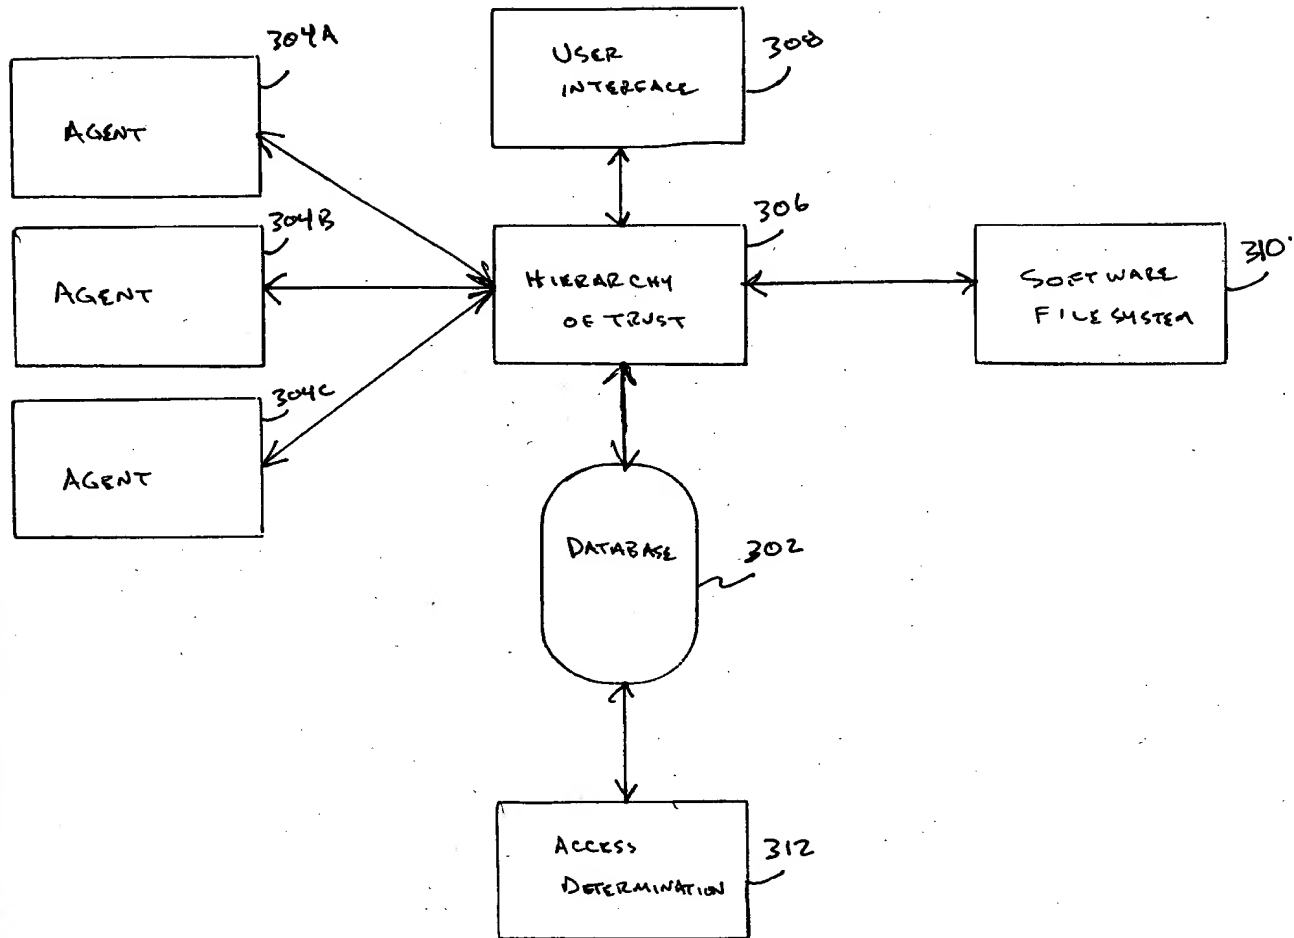 304A
AGENT
USER
INTERFACE
308
304B
AGENT
306
HIERARCHY
OF TRUST
310
SOFTWARE
FILE SYSTEM
304C
AGENT
DATABASE
302
ACCESS
DETERMINATION
312